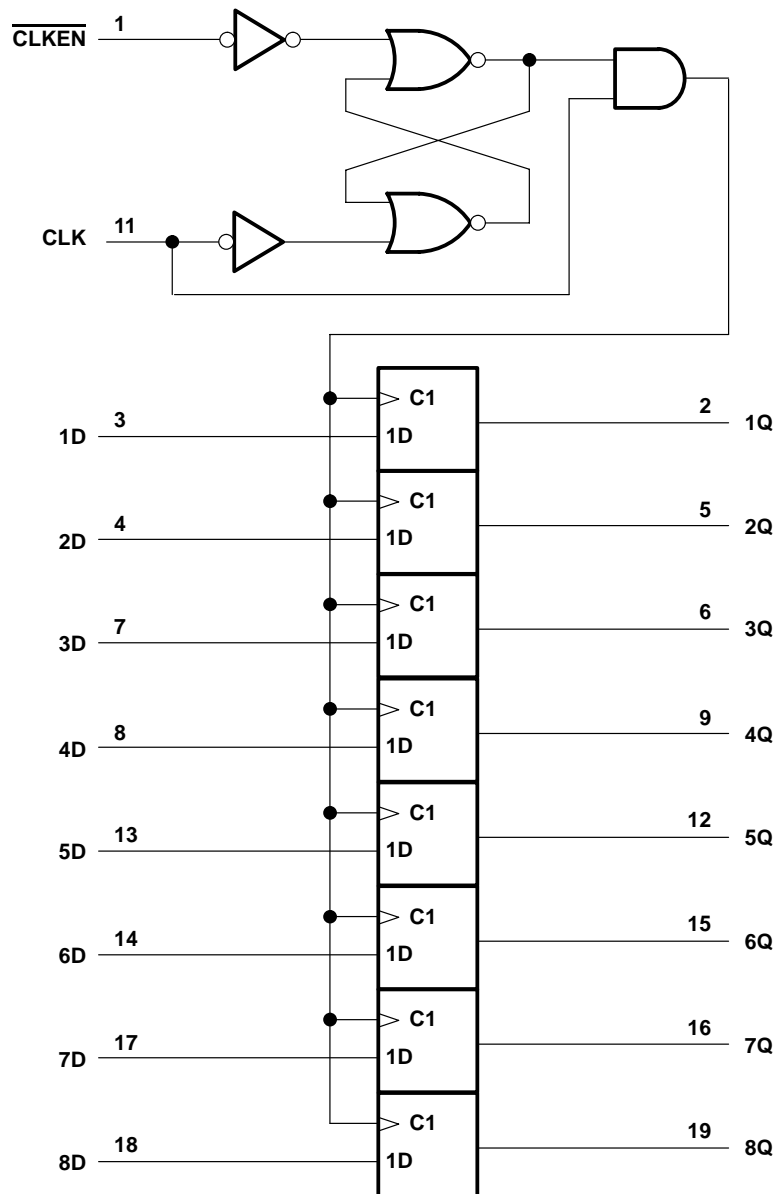 CLKEN 1
CLK 11
C1
1D 3 1D 2 1Q
C1
2D 4 1D 5 2Q
C1
3D 7 1D 6 3Q
C1
4D 8 1D 9 4Q
C1
5D 13 1D 12 5Q
C1
6D 14 1D 15 6Q
C1
7D 17 1D 16 7Q
C1
8D 18 1D 19 8Q